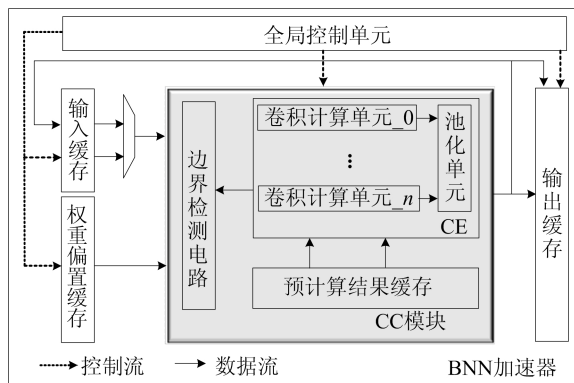 全局控制单元
输入缓存
权重偏置缓存
边界检测电路
卷积计算单元_0
⋮
卷积计算单元_n
池化单元
CE
预计算结果缓存
CC模块
输出缓存
控制流
数据流
BNN加速器